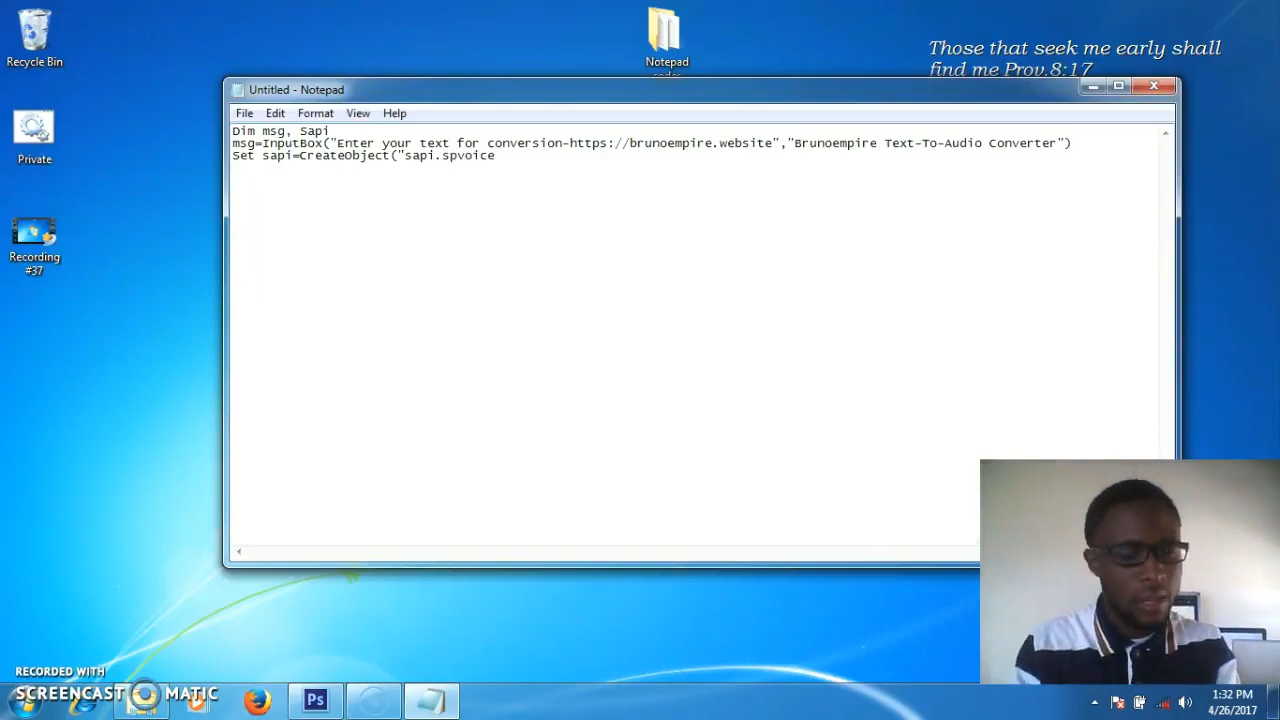 Recycle Bin
Private
Recording
#37
Notepad
codes
Those that seek me early shall
find me Prov.8:17
Untitled - Notepad
File Edit Format View Help
Dim msg, Sapi
msg=InputBox("Enter your text for conversion-https://brunoempire.website","Brunoempire Text-To-Audio Converter")
Set sapi=CreateObject("sapi.spvoice
RECORDED WITH
SCREENCAST MATIC
Ps
1:32 PM
4/26/2017